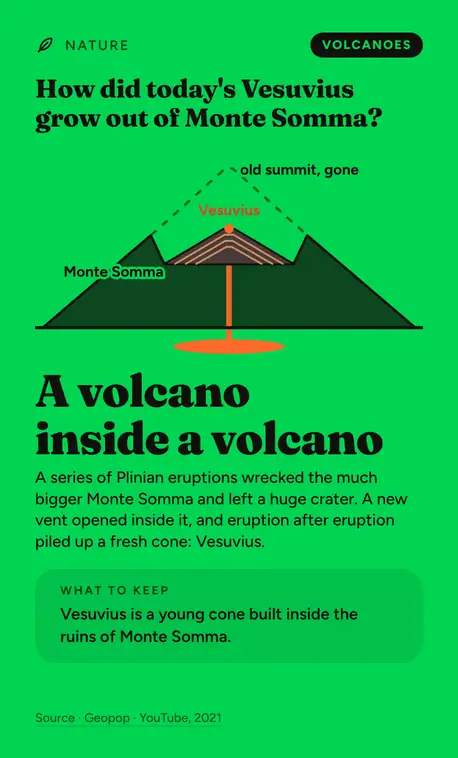 NATURE
VOLCANOES
How did today's Vesuvius
grow out of Monte Somma?
old summit, gone
Vesuvius
Monte Somma
A volcano
inside a volcano
A series of Plinian eruptions wrecked the much
bigger Monte Somma and left a huge crater. A new
vent opened inside it, and eruption after eruption
piled up a fresh cone: Vesuvius.
WHAT TO KEEP
Vesuvius is a young cone built inside the
ruins of Monte Somma.
Source · Geopop · YouTube, 2021